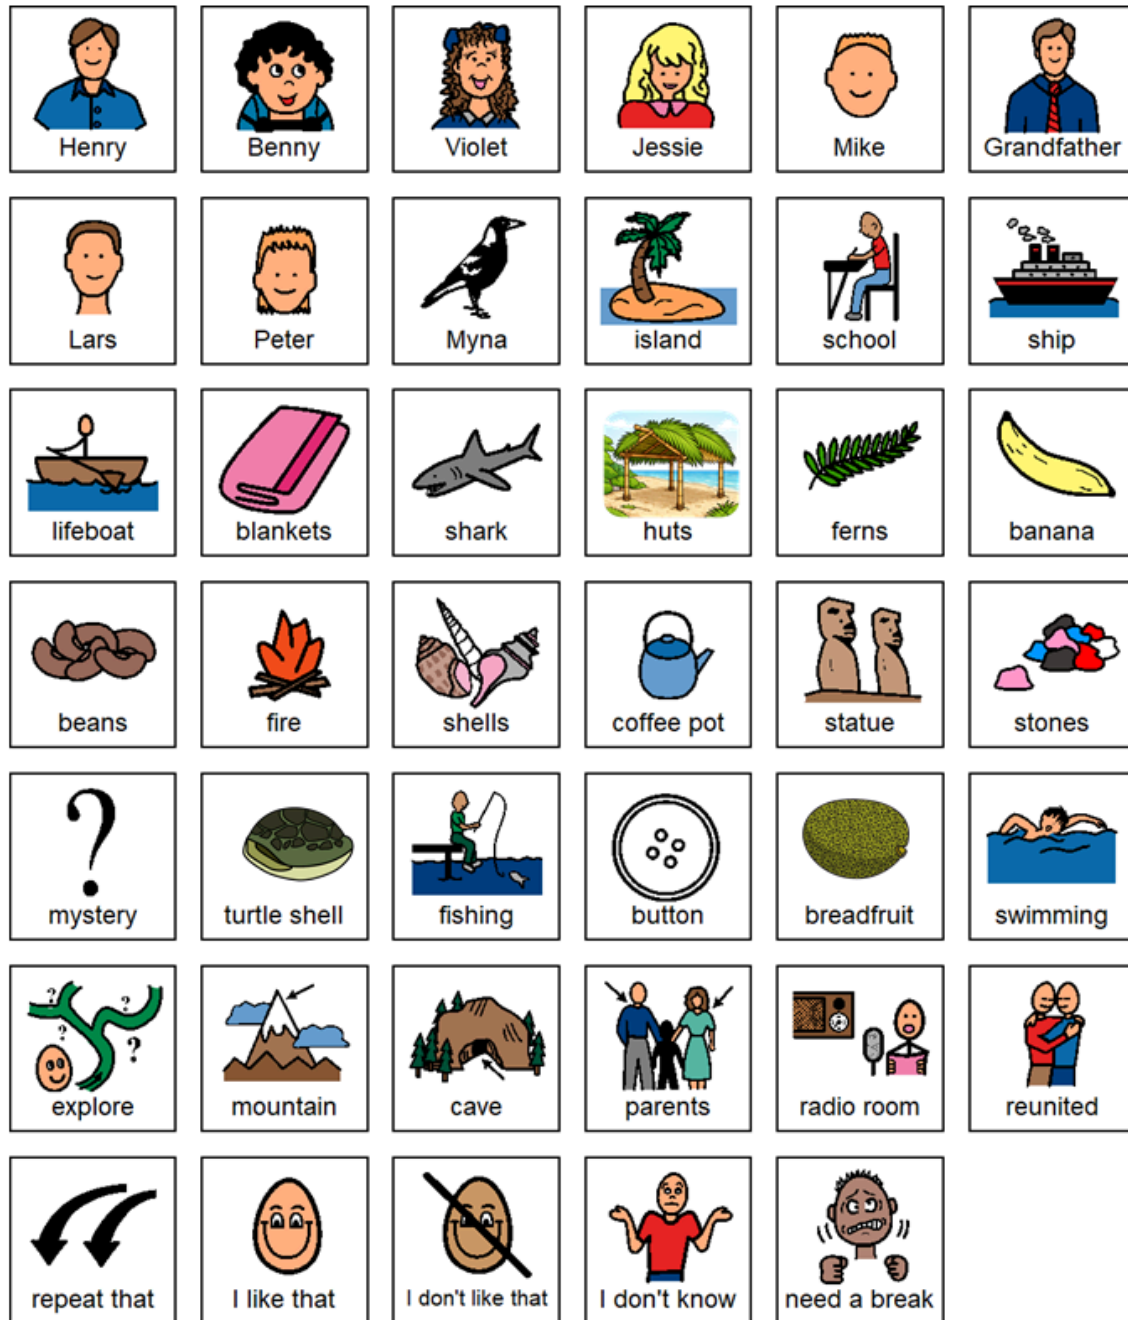 Henry
Benny
Violet
Jessie
Mike
Grandfather
Lars
Peter
Myna
island
school
ship
lifeboat
blankets
shark
huts
ferns
banana
beans
fire
shells
coffee pot
statue
stones
?
mystery
turtle shell
fishing
button
breadfruit
swimming
? ? ? ?
explore
mountain
cave
parents
radio room
reunited
repeat that
I like that
I don't like that
I don't know
need a break